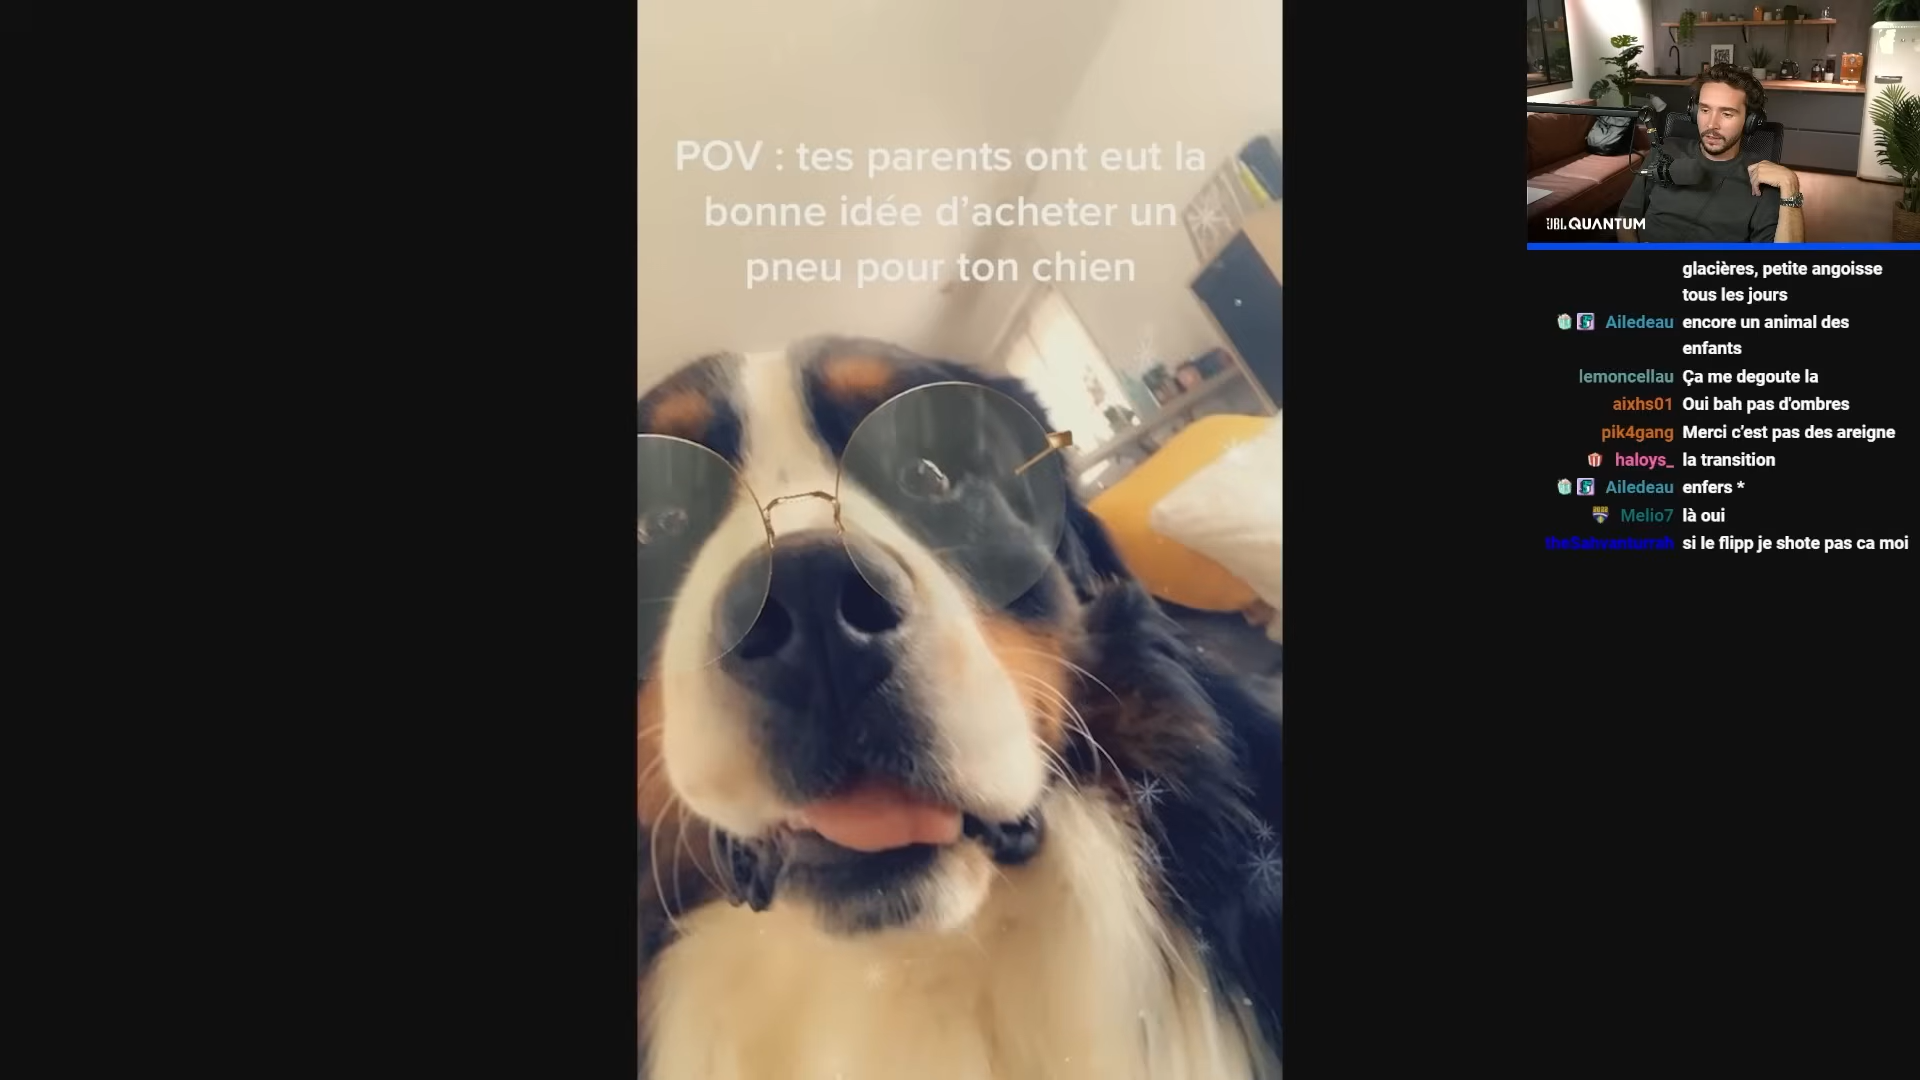 POV : tes parents ont eut la
bonne idée d'acheter un
pneu pour ton chien
JBL QUANTUM
glacières, petite angoisse
tous les jours
Ailedeau encore un animal des
enfants
lemoncellau Ça me degoute la
aixhs01 Oui bah pas d'ombres
pik4gang Merci c'est pas des areigne
haloys_ la transition
Ailedeau enfers *
Melio7 là oui
si le flipp je shote pas ca moi